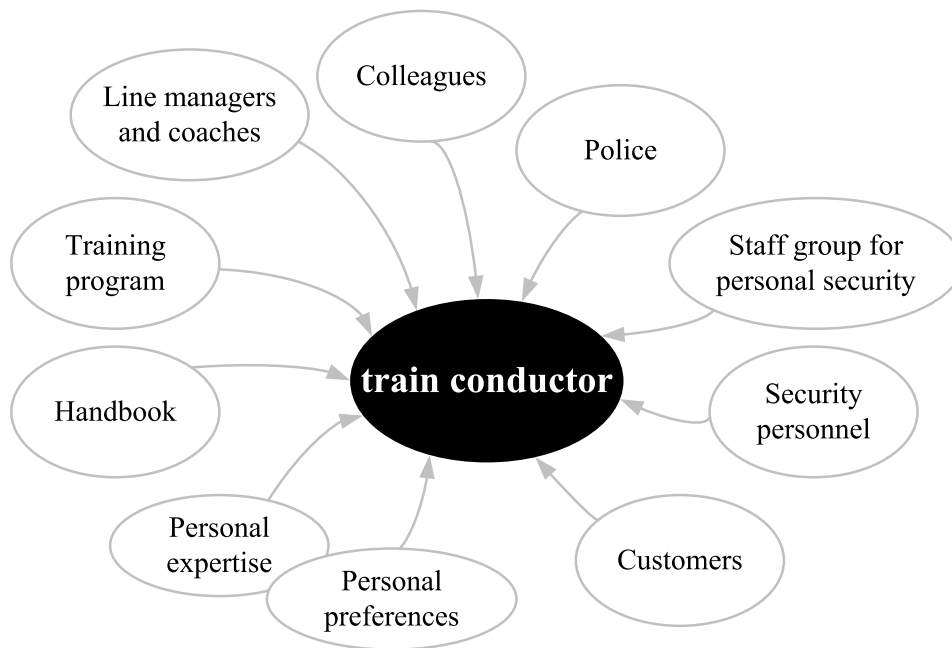 Colleagues
Line managers
and coaches
Police
Training
program
Staff group for
personal security
train conductor
Handbook
Security
personnel
Personal
expertise
Customers
Personal
preferences